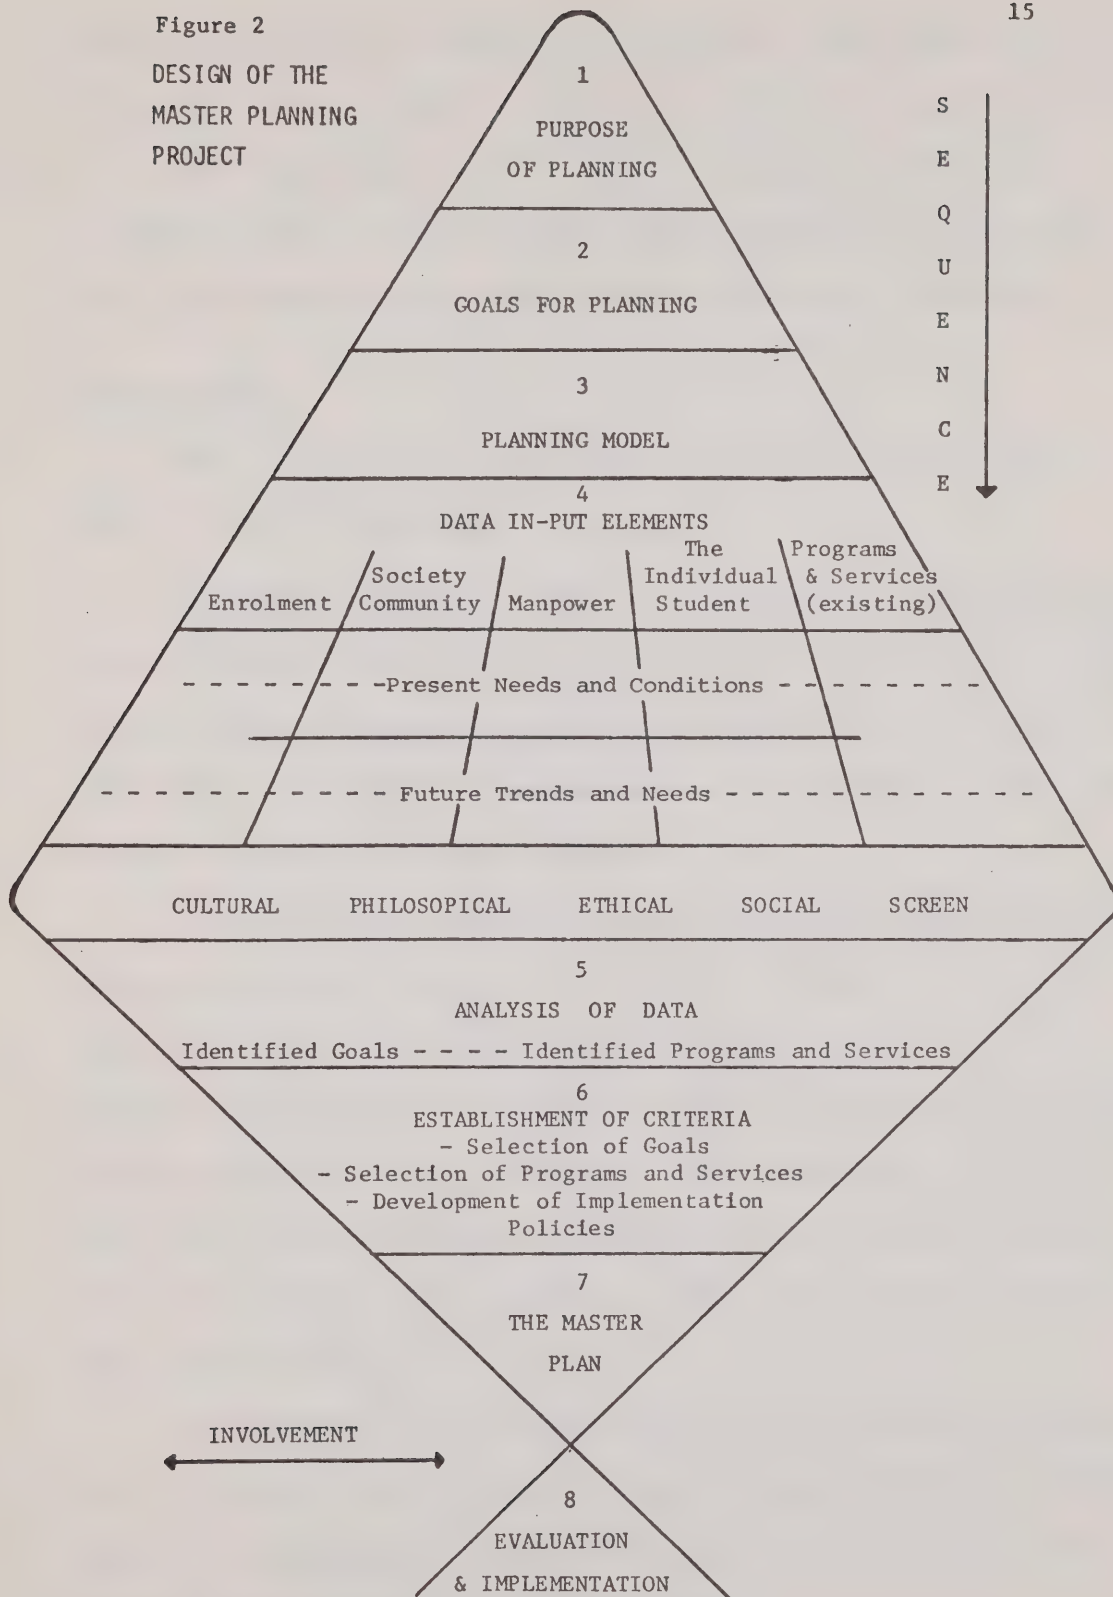 15
Figure 2
DESIGN OF THE
MASTER PLANNING
PROJECT
S
E
Q
U
E
N
C
E
1
PURPOSE
OF PLANNING
2
GOALS FOR PLANNING
3
PLANNING MODEL
4
DATA IN-PUT ELEMENTS
Enrolment
Society
Community
Manpower
The
Individual
Student
Programs
& Services
(existing)
Present Needs and Conditions
Future Trends and Needs
CULTURAL PHILOSOPICAL ETHICAL SOCIAL SCREEN
5
ANALYSIS OF DATA
Identified Goals - - - - Identified Programs and Services
6
ESTABLISHMENT OF CRITERIA
- Selection of Goals
- Selection of Programs and Services
- Development of Implementation
Policies
7
THE MASTER
PLAN
INVOLVEMENT
8
EVALUATION
& IMPLEMENTATION